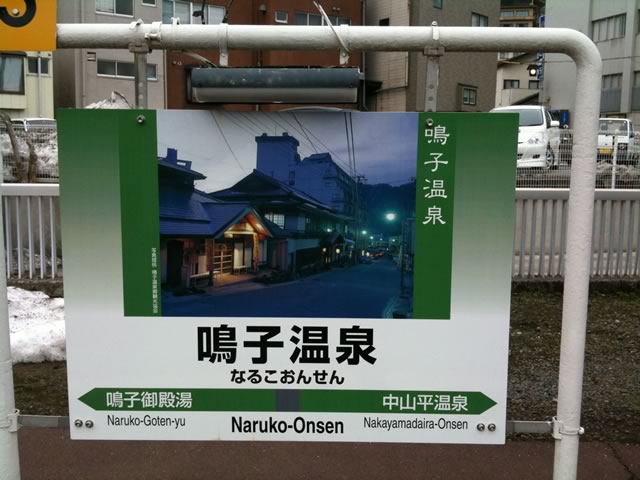 鳴子温泉
鳴子温泉
なるこおんせん
鳴子御殿湯
中山平温泉
Naruko-Goten-yu
Naruko-Onsen
Nakayamadaira-Onsen